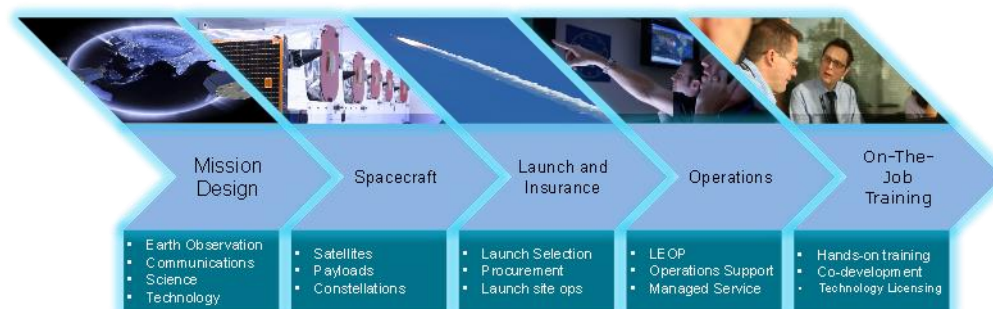 Mission
Design
Spacecraft
Launch and
Insurance
Operations
On-The-
Job
Training
▪ Earth Observation
▪ Communications
▪ Science
▪ Technology
▪ Satellites
▪ Payloads
▪ Constellations
▪ Launch Selection
▪ Procurement
▪ Launch site ops
▪ LEOP
▪ Operations Support
▪ Managed Service
▪ Hands-on training
▪ Co-development
▪ Technology Licensing